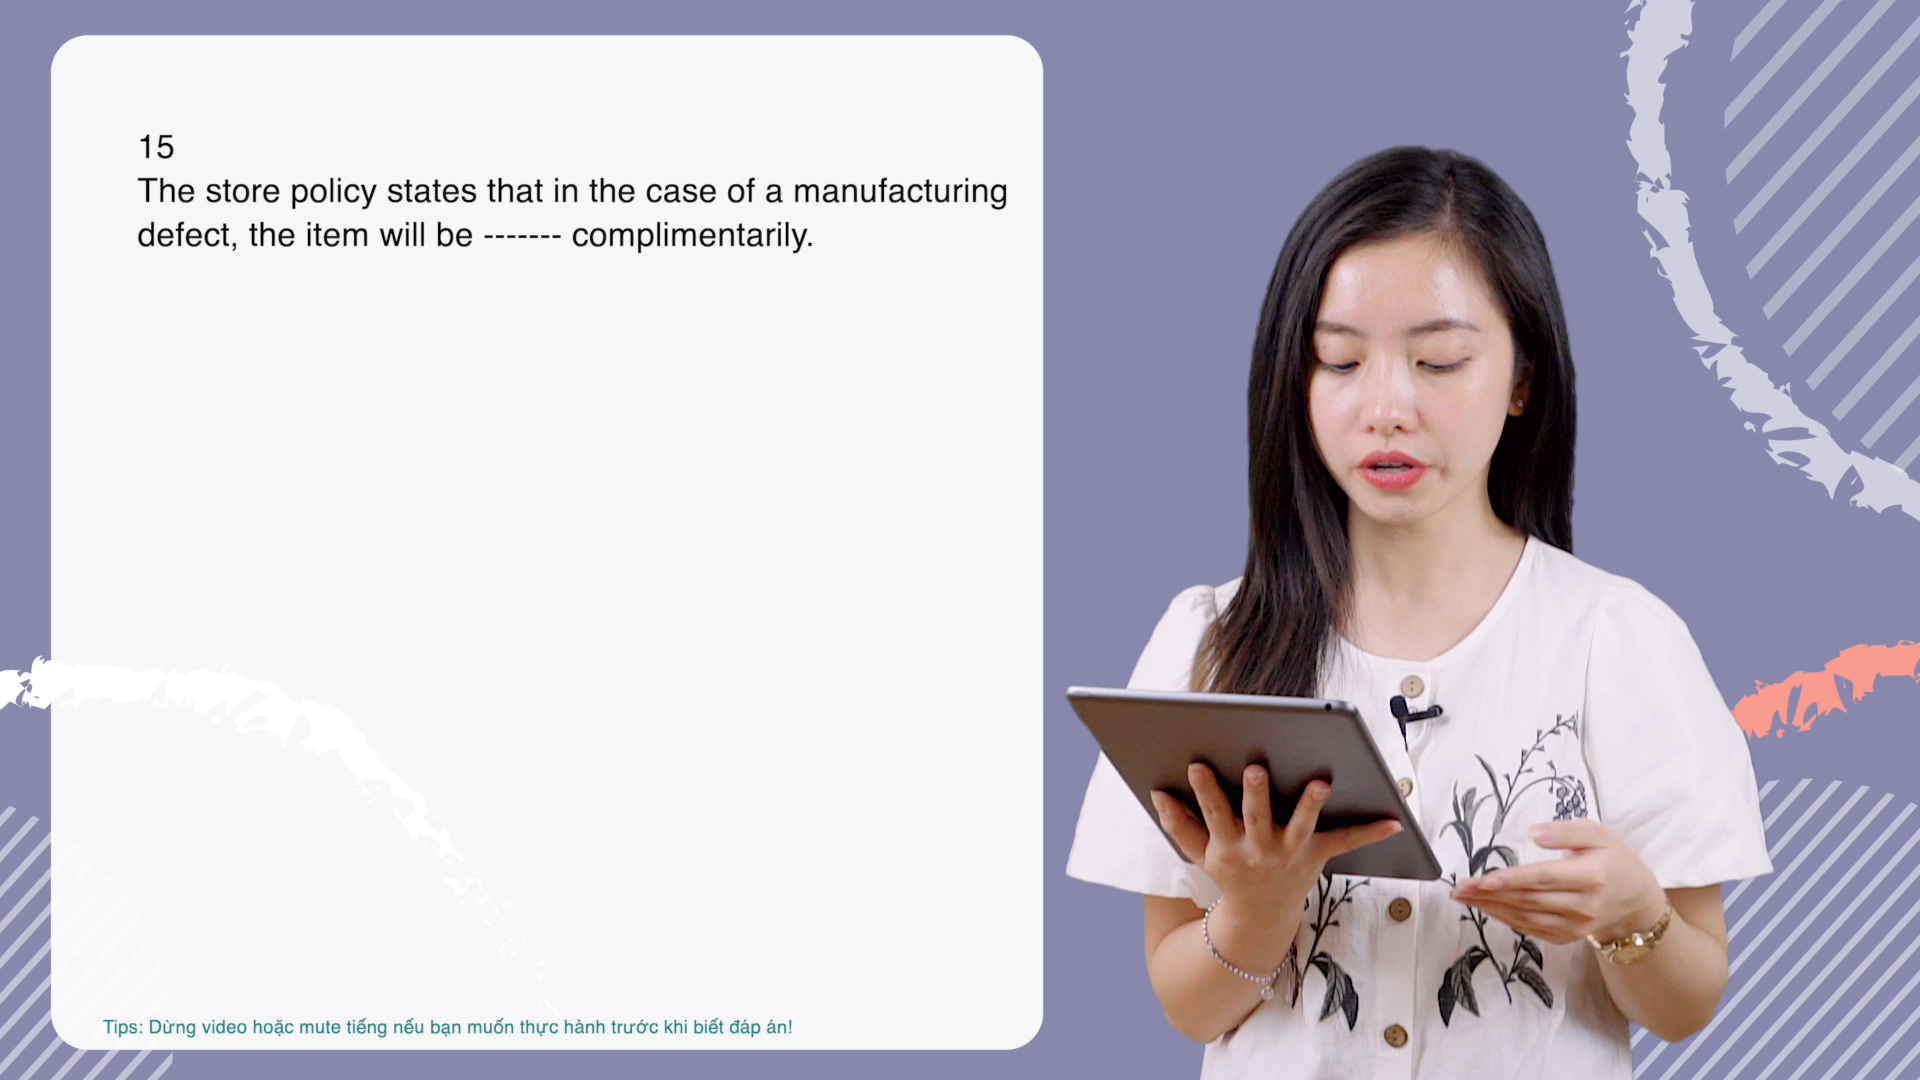 15
The store policy states that in the case of a manufacturing
defect, the item will be ------- complimentarily.
Tips: Dừng video hoặc mute tiếng nếu bạn muốn thực hành trước khi biết đáp án!